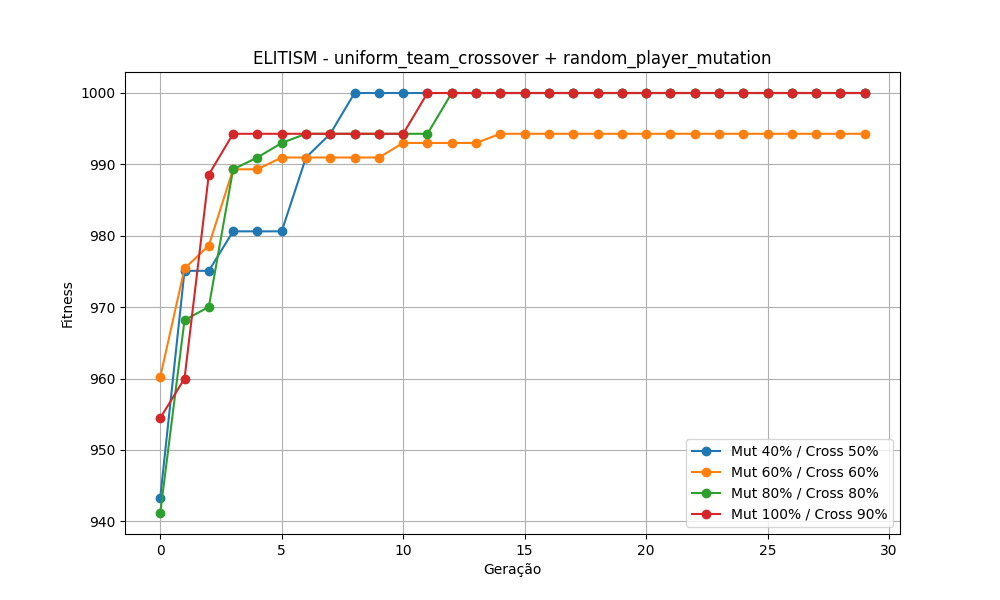 ELITISM - uniform_team_crossover + random_player_mutation
1000
990
980
970
960
950
940
Fitness
0
5
10
15
20
25
30
Geração
Mut 40% / Cross 50%
Mut 60% / Cross 60%
Mut 80% / Cross 80%
Mut 100% / Cross 90%